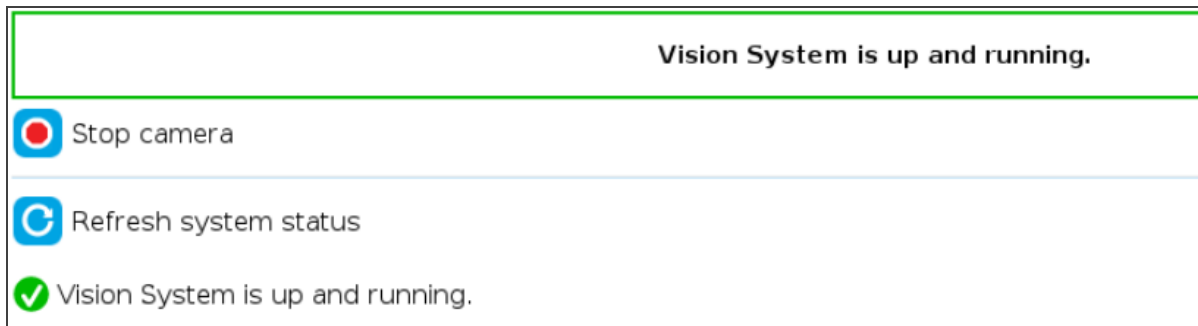 Vision System is up and running.
Stop camera
Refresh system status
Vision System is up and running.